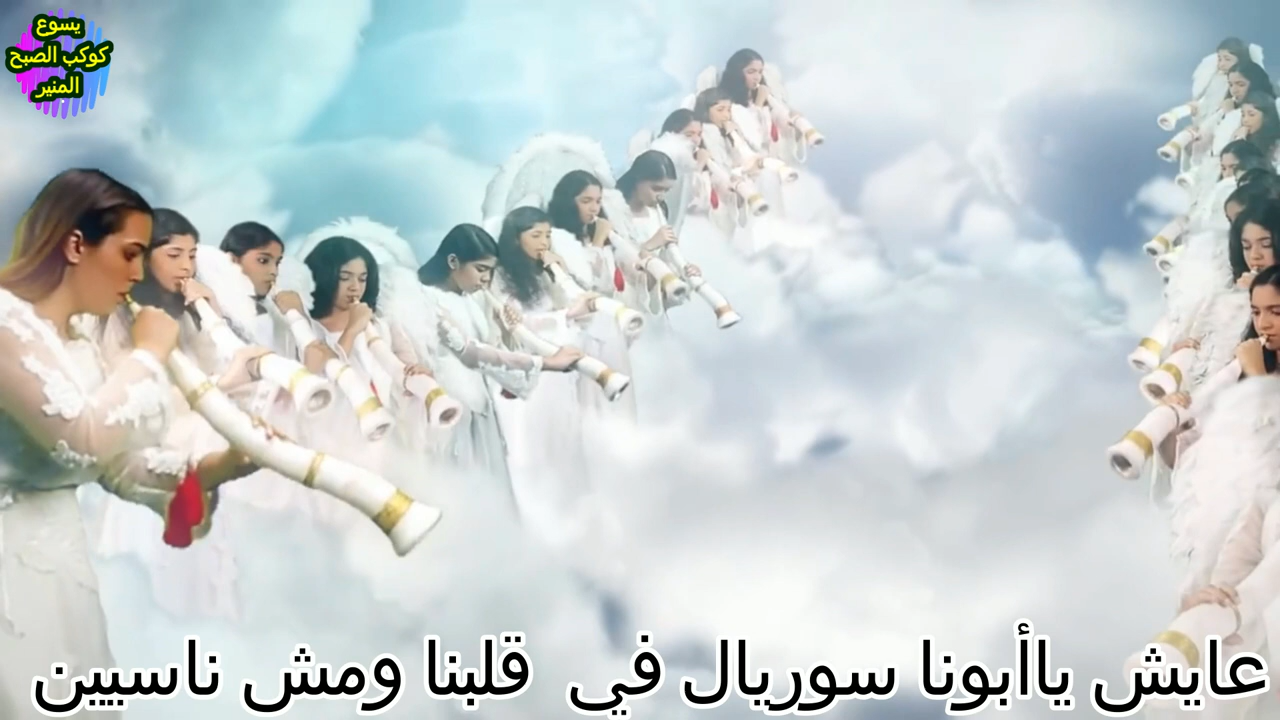 يسوع
كوكب الصبح
المنير
عايش ياأبونا سوريال في قلبنا ومش ناسيين